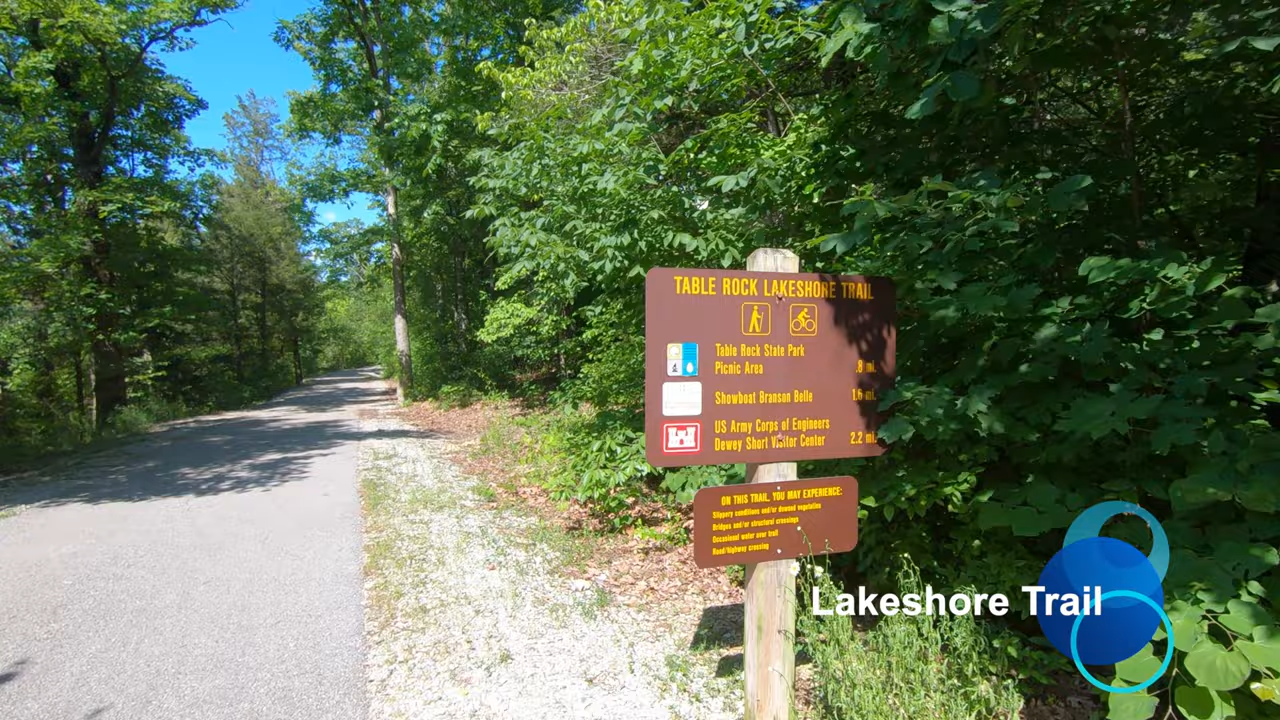 TABLE ROCK LAKESHORE TRAIL
Table Rock State Park
Picnic Area .8 mi.
Showboat Branson Belle 1.6 mi.
US Army Corps of Engineers
Dewey Short Visitor Center 2.2 mi.
ON THIS TRAIL, YOU MAY EXPERIENCE:
Slippery conditions and/or downed vegetation
Bridges and/or structural crossings
Occasional water over trail
Road/highway crossing
Lakeshore Trail